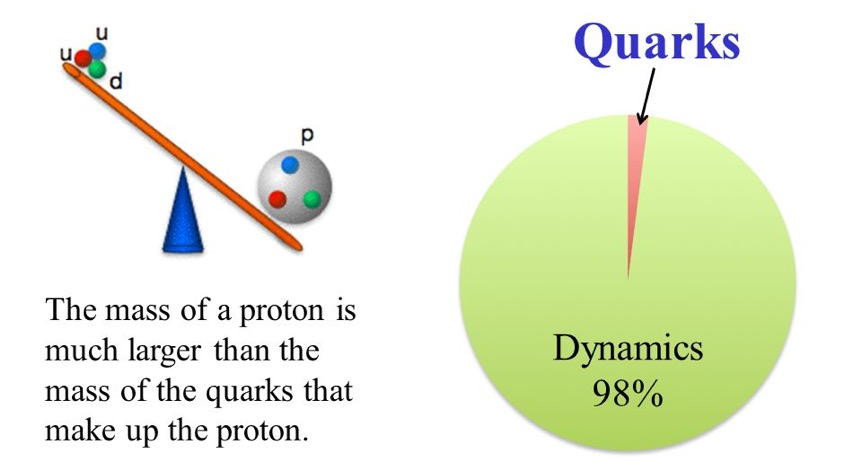 u
u
d
p
The mass of a proton is
much larger than the
mass of the quarks that
make up the proton.
Quarks
Dynamics
98%